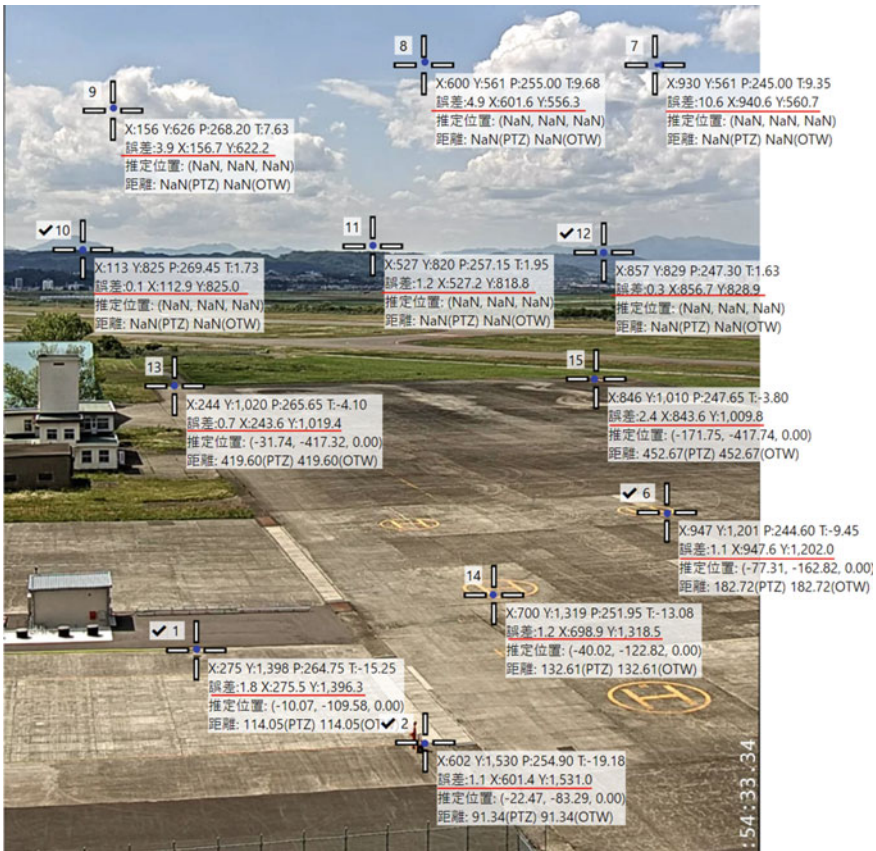 8
7
9
X:600 Y:561 P:255.00 T:9.68
誤差:4.9 X:601.6 Y:556.3
推定位置: (NaN, NaN, NaN)
距離: NaN(PTZ) NaN(OTW)
X:930 Y:561 P:245.00 T:9.35
誤差:10.6 X:940.6 Y:560.7
推定位置: (NaN, NaN, NaN)
距離: NaN(PTZ) NaN(OTW)
X:156 Y:626 P:268.20 T:7.63
誤差:3.9 X:156.7 Y:622.2
推定位置: (NaN, NaN, NaN)
距離: NaN(PTZ) NaN(OTW)
✔10
11
✔12
X:113 Y:825 P:269.45 T:1.73
誤差:0.1 X:112.9 Y:825.0
推定位置: (NaN, NaN, NaN)
距離: NaN(PTZ) NaN(OTW)
X:527 Y:820 P:257.15 T:1.95
誤差:1.2 X:527.2 Y:818.8
推定位置: (NaN, NaN, NaN)
距離: NaN(PTZ) NaN(OTW)
X:857 Y:829 P:247.30 T:1.63
誤差:0.3 X:856.7 Y:828.9
推定位置: (NaN, NaN, NaN)
距離: NaN(PTZ) NaN(OTW)
13
15
X:244 Y:1,020 P:265.65 T:-4.10
誤差:0.7 X:243.6 Y:1,019.4
推定位置: (-31.74, -417.32, 0.00)
距離: 419.60(PTZ) 419.60(OTW)
X:846 Y:1,010 P:247.65 T:-3.80
誤差:2.4 X:843.6 Y:1,009.8
推定位置: (-171.75, -417.74, 0.00)
距離: 452.67(PTZ) 452.67(OTW)
✔ 6
X:947 Y:1,201 P:244.60 T:-9.45
誤差:1.1 X:947.6 Y:1,202.0
推定位置: (-77.31, -162.82, 0.00)
距離: 182.72(PTZ) 182.72(OTW)
H
14
H
X:700 Y:1,319 P:251.95 T:-13.08
誤差:1.2 X:698.9 Y:1,318.5
推定位置: (-40.02, -122.82, 0.00)
距離: 132.61(PTZ) 132.61(OTW)
✔ 1
X:275 Y:1,398 P:264.75 T:-15.25
誤差:1.8 X:275.5 Y:1,396.3
推定位置: (-10.07, -109.58, 0.00)
距離: 114.05(PTZ) 114.05(OT
✔ 2
H
X:602 Y:1,530 P:254.90 T:-19.18
誤差:1.1 X:601.4 Y:1,531.0
推定位置: (-22.47, -83.29, 0.00)
距離: 91.34(PTZ) 91.34(OTW)
:54:33.34